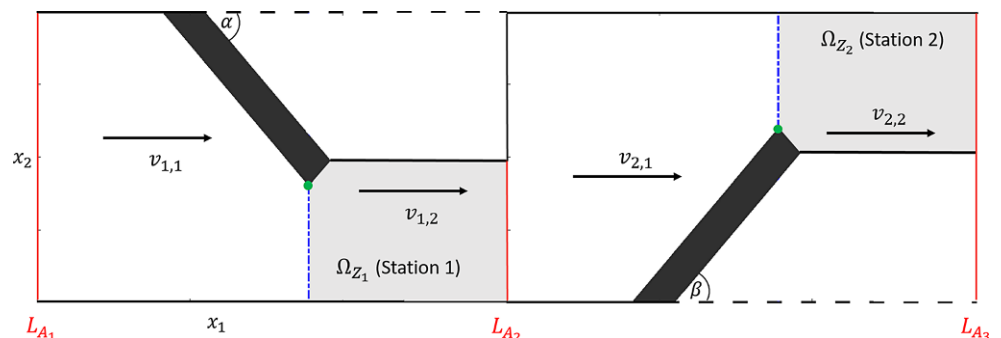 α
Ω_{Z_2} (Station 2)
v_{1,1}
v_{2,2}
x_2
v_{2,1}
v_{1,2}
Ω_{Z_1} (Station 1)
β
L_{A_1}
x_1
L_{A_2}
L_{A_3}